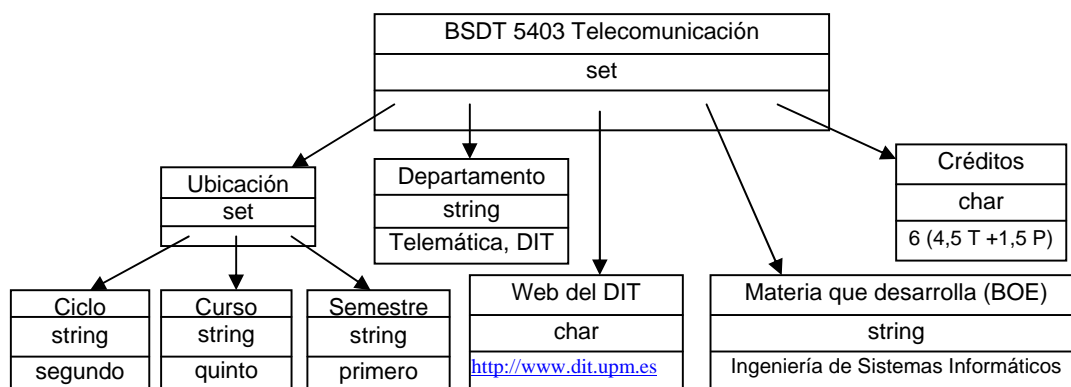 BSDT 5403 Telecomunicación
set
Ubicación
set
Departamento
string
Telemática, DIT
Créditos
char
6 (4,5 T +1,5 P)
Ciclo
string
segundo
Curso
string
quinto
Semestre
string
primero
Web del DIT
char
http://www.dit.upm.es
Materia que desarrolla (BOE)
string
Ingeniería de Sistemas Informáticos